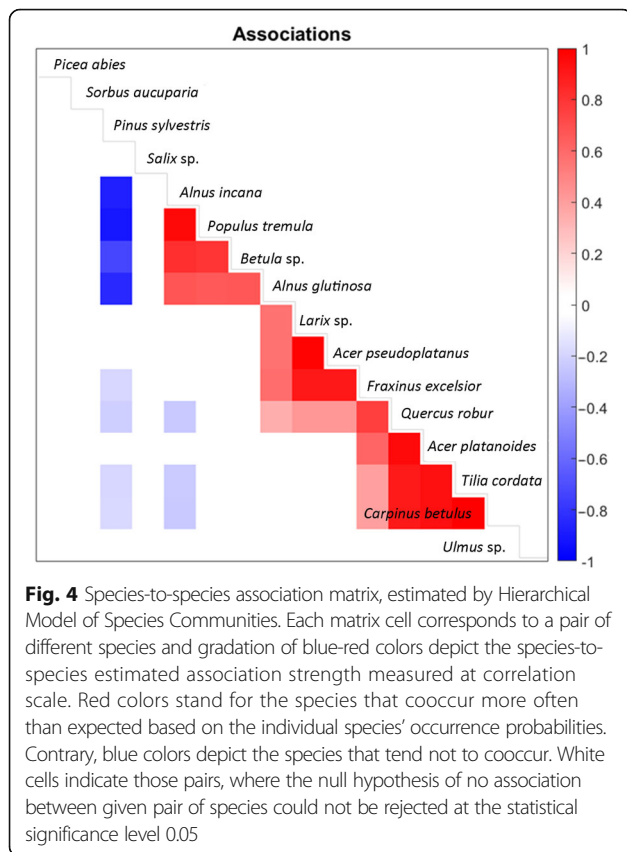 Associations
Picea abies
Sorbus aucuparia
Pinus sylvestris
Salix sp.
Alnus incana
Populus tremula
Betula sp.
Alnus glutinosa
Larix sp.
Acer pseudoplatanus
Fraxinus excelsior
Quercus robur
Acer platanoides
Tilia cordata
Carpinus betulus
Ulmus sp.
1
0.8
0.6
0.4
0.2
0
-0.2
-0.4
-0.6
-0.8
-1
Fig. 4 Species-to-species association matrix, estimated by Hierarchical
Model of Species Communities. Each matrix cell corresponds to a pair of
different species and gradation of blue-red colors depict the species-to-
species estimated association strength measured at correlation
scale. Red colors stand for the species that cooccur more often
than expected based on the individual species' occurrence probabilities.
Contrary, blue colors depict the species that tend not to cooccur. White
cells indicate those pairs, where the null hypothesis of no association
between given pair of species could not be rejected at the statistical
significance level 0.05